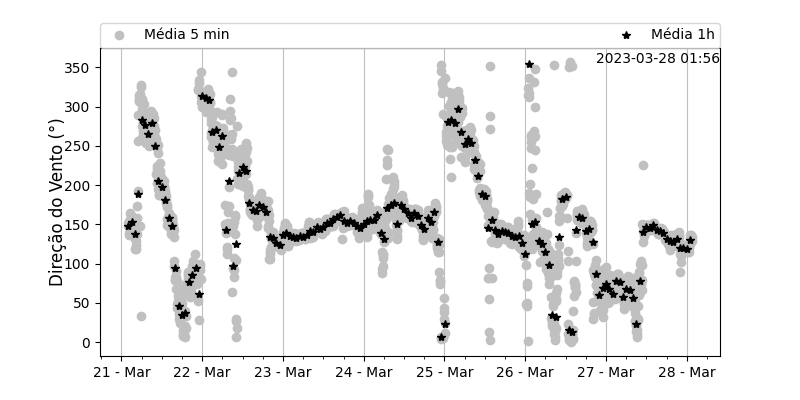 Média 5 min
Média 1h
2023-03-28 01:56
Direção do Vento (°)
350
300
250
200
150
100
50
0
21 - Mar
22 - Mar
23 - Mar
24 - Mar
25 - Mar
26 - Mar
27 - Mar
28 - Mar